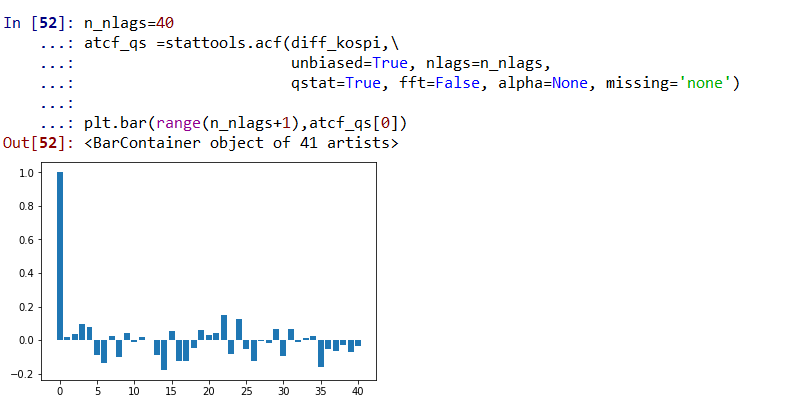 In [52]: n_nlags=40
    ...: atcf_qs =stattools.acf(diff_kospi,\
    ...:                        unbiased=True, nlags=n_nlags,
    ...:                        qstat=True, fft=False, alpha=None, missing='none')
    ...:
    ...: plt.bar(range(n_nlags+1),atcf_qs[0])
Out[52]: <BarContainer object of 41 artists>
1.0
0.8
0.6
0.4
0.2
0.0
−0.2
0 5 10 15 20 25 30 35 40